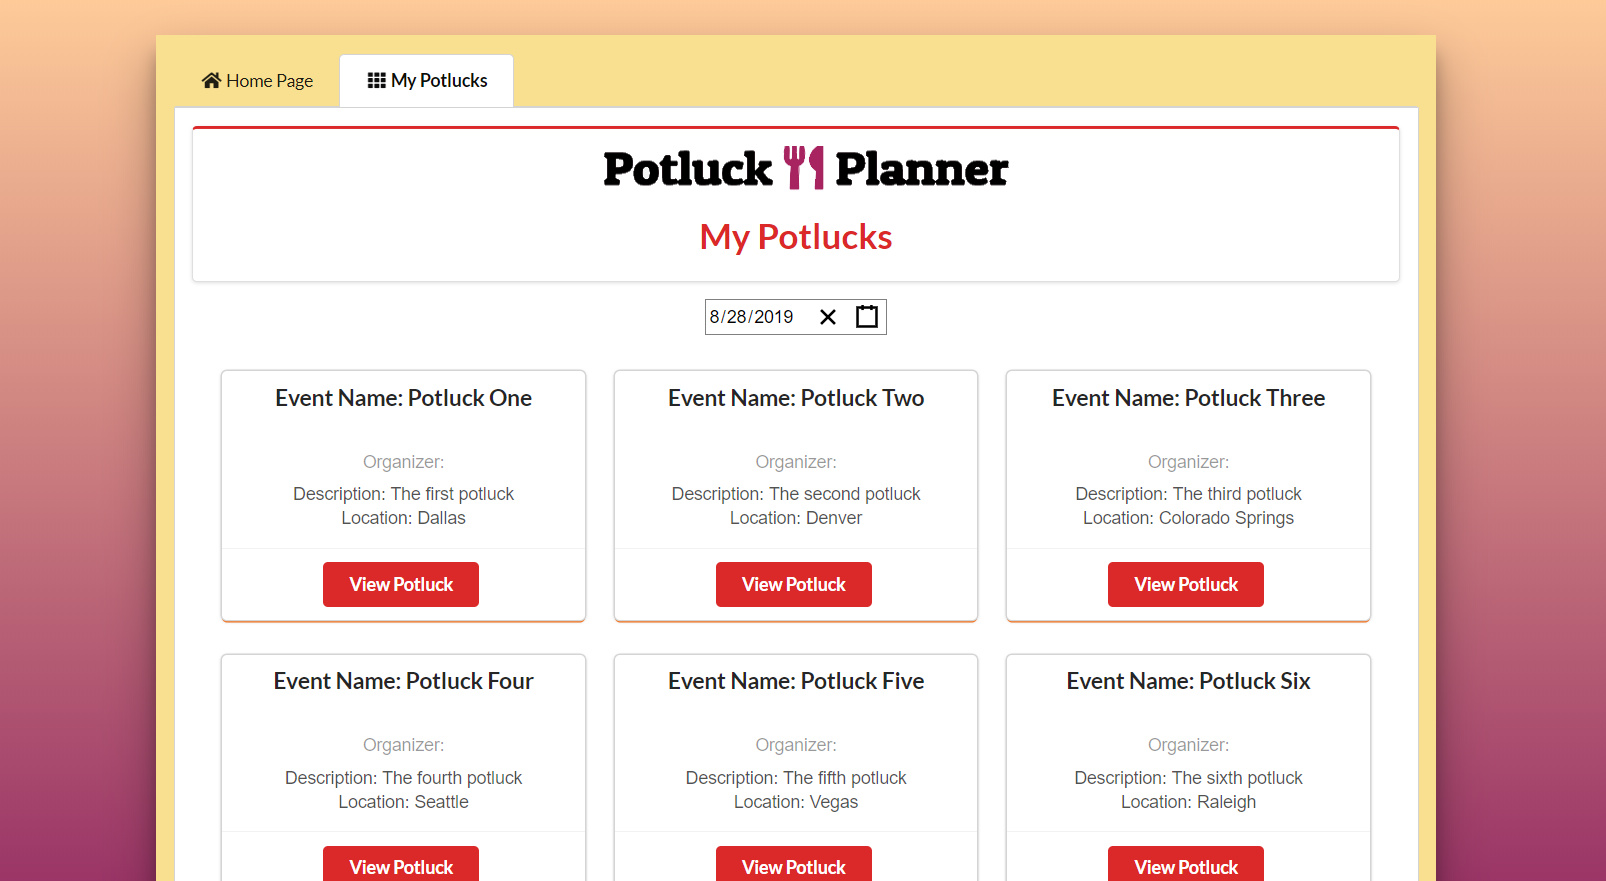 Home Page
My Potlucks
Potluck Planner
My Potlucks
8/28/2019
Event Name: Potluck One
Organizer:
Description: The first potluck
Location: Dallas
View Potluck
Event Name: Potluck Two
Organizer:
Description: The second potluck
Location: Denver
View Potluck
Event Name: Potluck Three
Organizer:
Description: The third potluck
Location: Colorado Springs
View Potluck
Event Name: Potluck Four
Organizer:
Description: The fourth potluck
Location: Seattle
View Potluck
Event Name: Potluck Five
Organizer:
Description: The fifth potluck
Location: Vegas
View Potluck
Event Name: Potluck Six
Organizer:
Description: The sixth potluck
Location: Raleigh
View Potluck